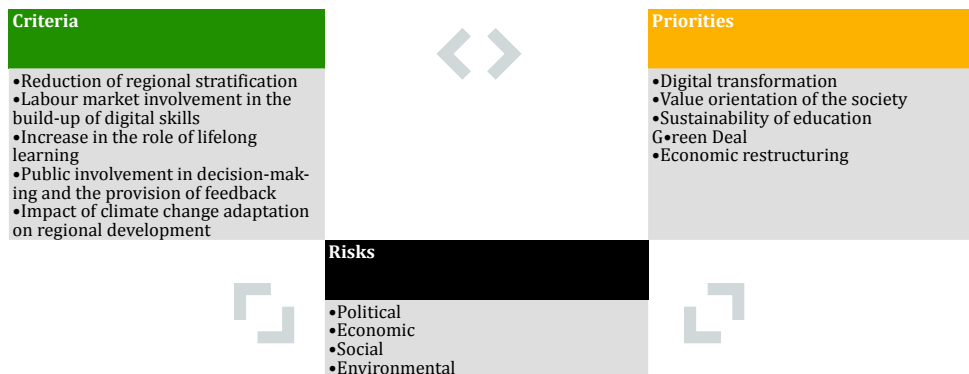 Criteria
•Reduction of regional stratification
•Labour market involvement in the
build-up of digital skills
•Increase in the role of lifelong
learning
•Public involvement in decision-mak-
ing and the provision of feedback
•Impact of climate change adaptation
on regional development
Priorities
•Digital transformation
•Value orientation of the society
•Sustainability of education
G•reen Deal
•Economic restructuring
Risks
•Political
•Economic
•Social
•Environmental